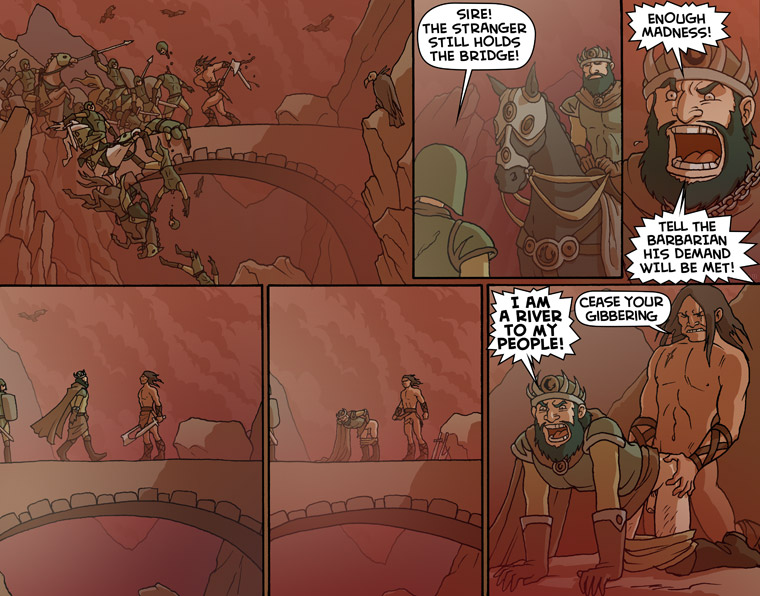 SIRE!
THE STRANGER
STILL HOLDS
THE BRIDGE!
ENOUGH
MADNESS!
TELL THE
BARBARIAN
HIS DEMAND
WILL BE MET!
I AM
A RIVER
TO MY
PEOPLE!
CEASE YOUR
GIBBERING